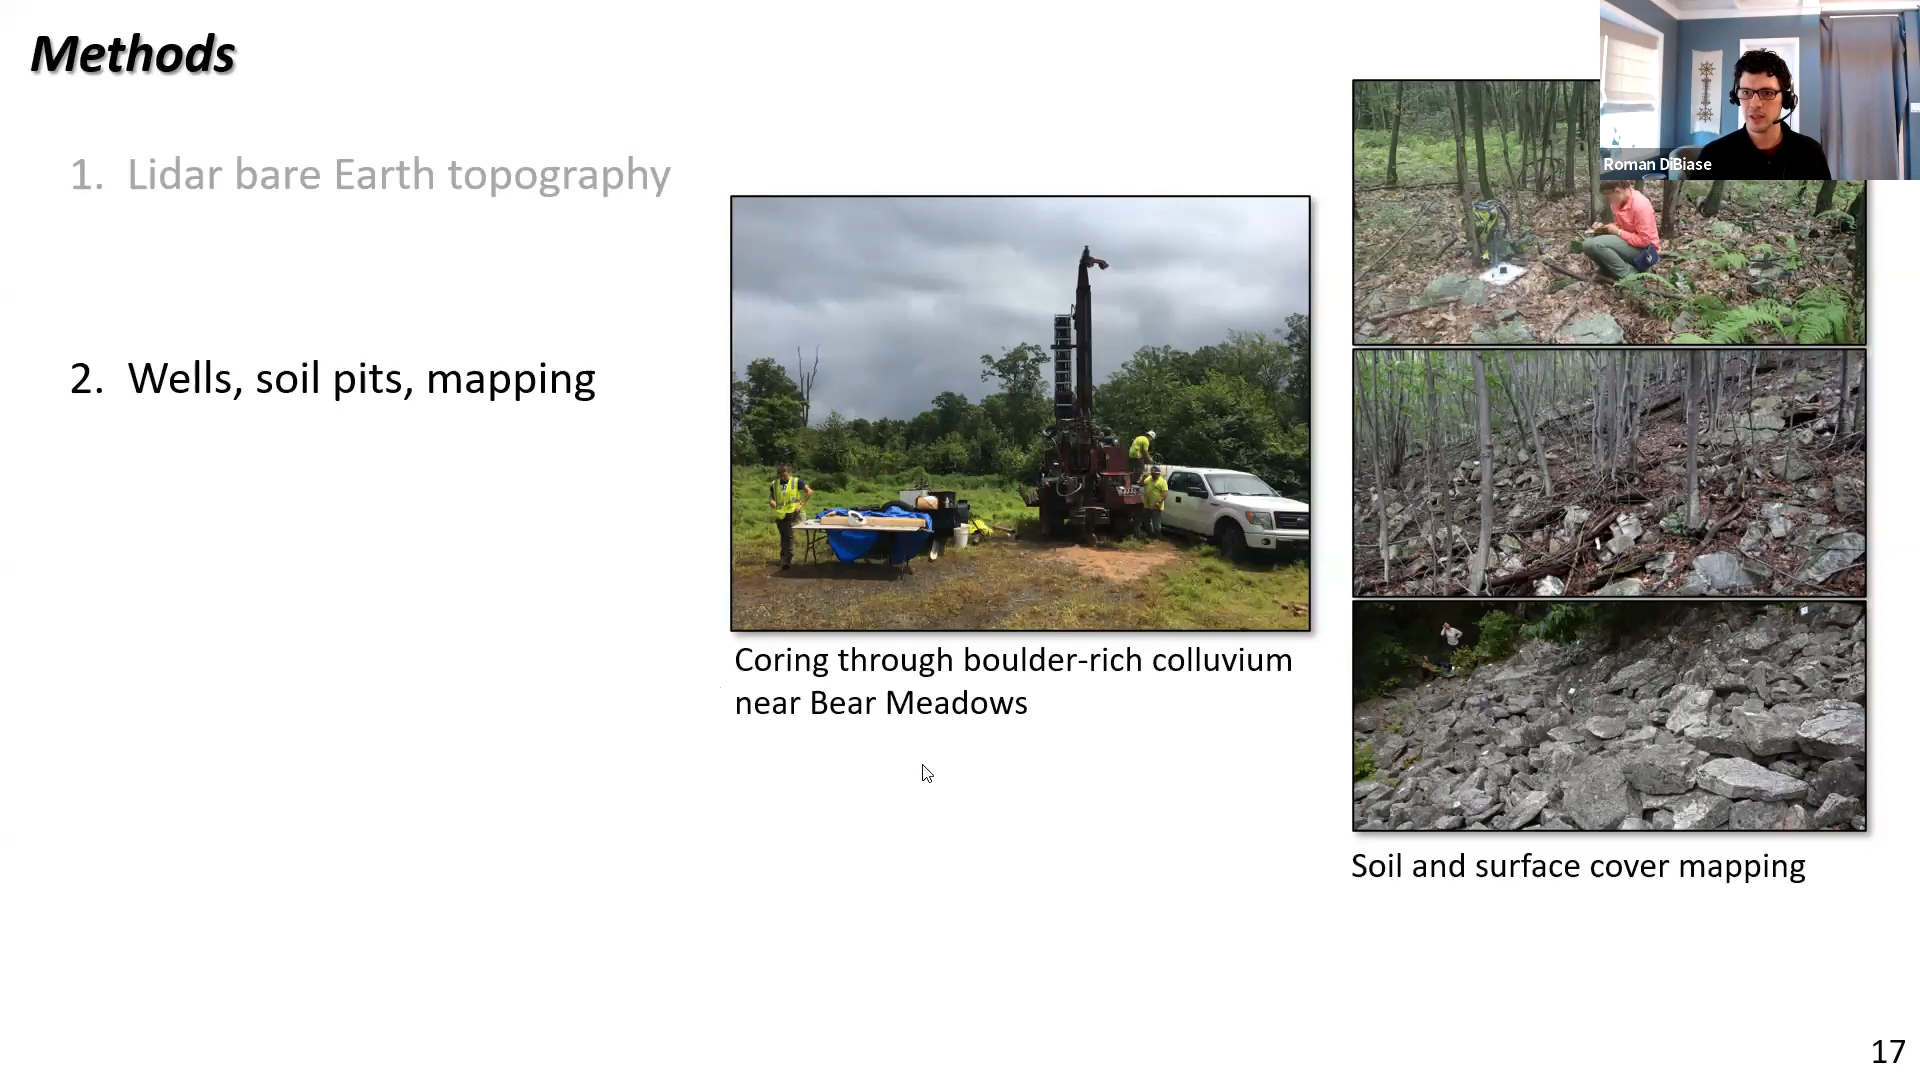 Methods
Roman DiBiase
1. Lidar bare Earth topography
2. Wells, soil pits, mapping
Coring through boulder-rich colluvium
near Bear Meadows
Soil and surface cover mapping
17